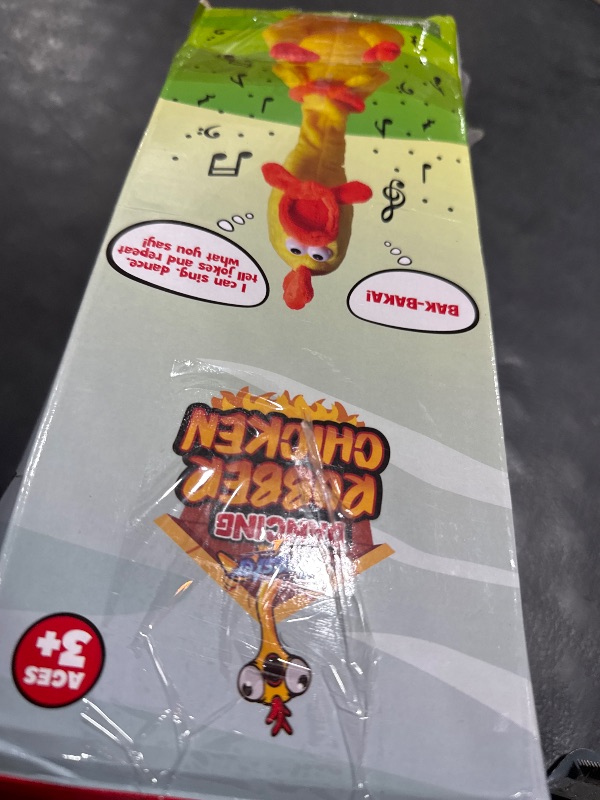 AGES
3+
DANCING
RUBBER
CHICKEN
BAK-BAKA!
I can sing, dance,
tell jokes and repeat
what you say!